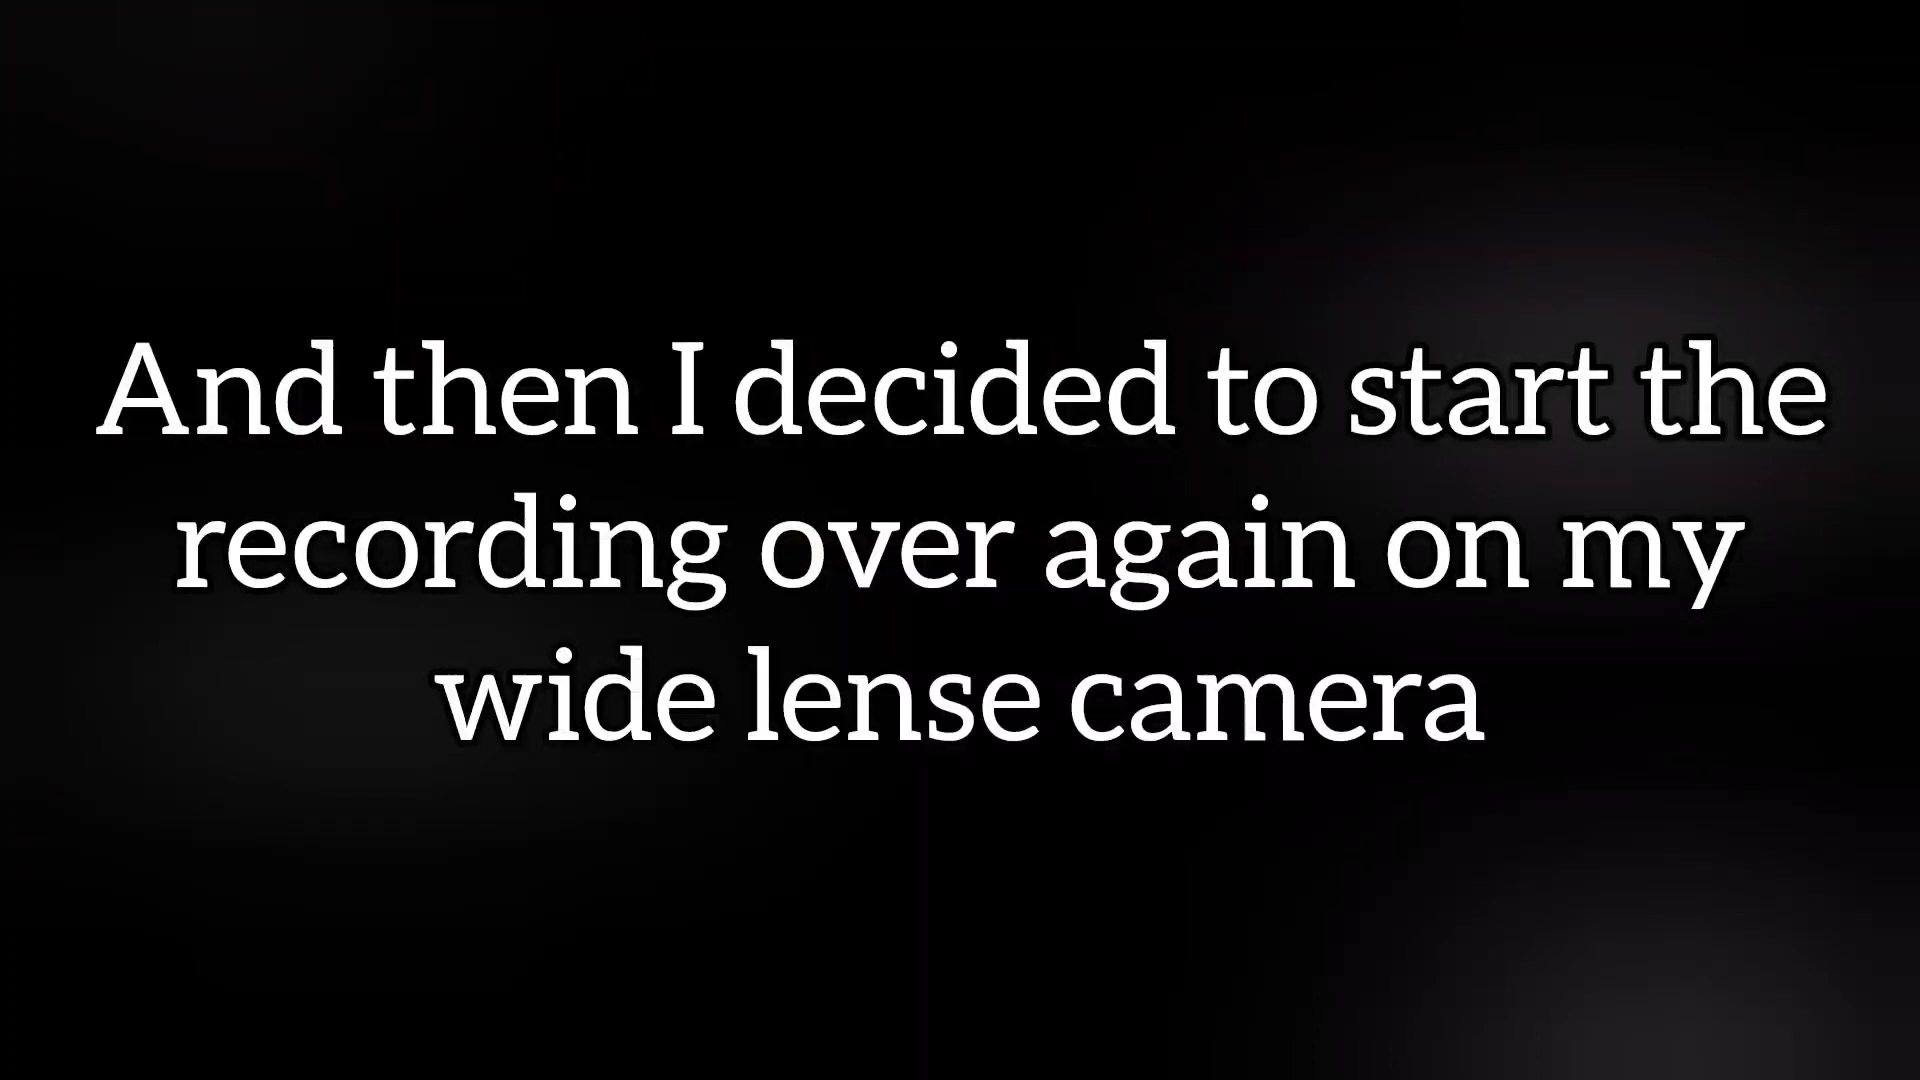 And then I decided to start the
recording over again on my
wide lense camera